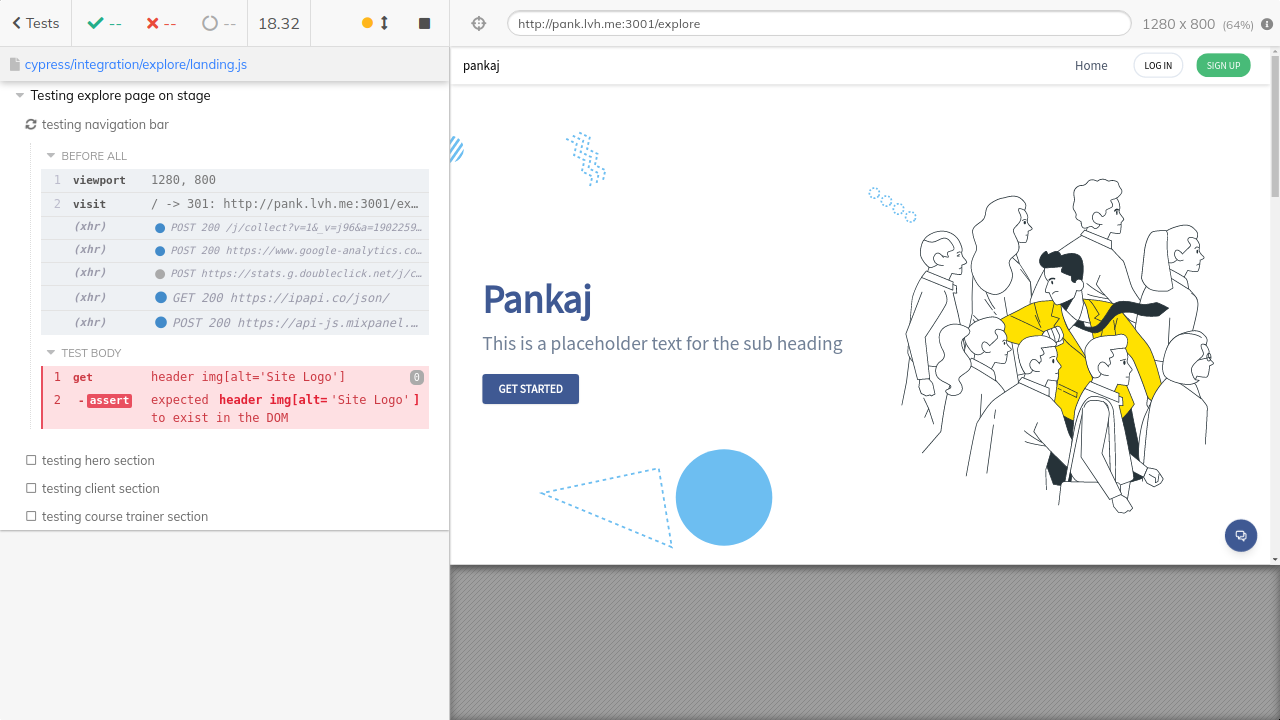 Tests
--
--
--
18.32
http://pank.lvh.me:3001/explore
1280 x 800 (64%)
cypress/integration/explore/landing.js
Testing explore page on stage
testing navigation bar
BEFORE ALL
1 viewport 1280, 800
2 visit / -> 301: http://pank.lvh.me:3001/ex…
(xhr) POST 200 /j/collect?v=1&_v=j96&a=1902259…
(xhr) POST 200 https://www.google-analytics.co…
(xhr) POST https://stats.g.doubleclick.net/j/c…
(xhr) GET 200 https://ipapi.co/json/
(xhr) POST 200 https://api-js.mixpanel.…
TEST BODY
1 get header img[alt='Site Logo'] 0
2 -assert expected header img[alt='Site Logo']
to exist in the DOM
testing hero section
testing client section
testing course trainer section
pankaj
Home
LOG IN
SIGN UP
Pankaj
This is a placeholder text for the sub heading
GET STARTED